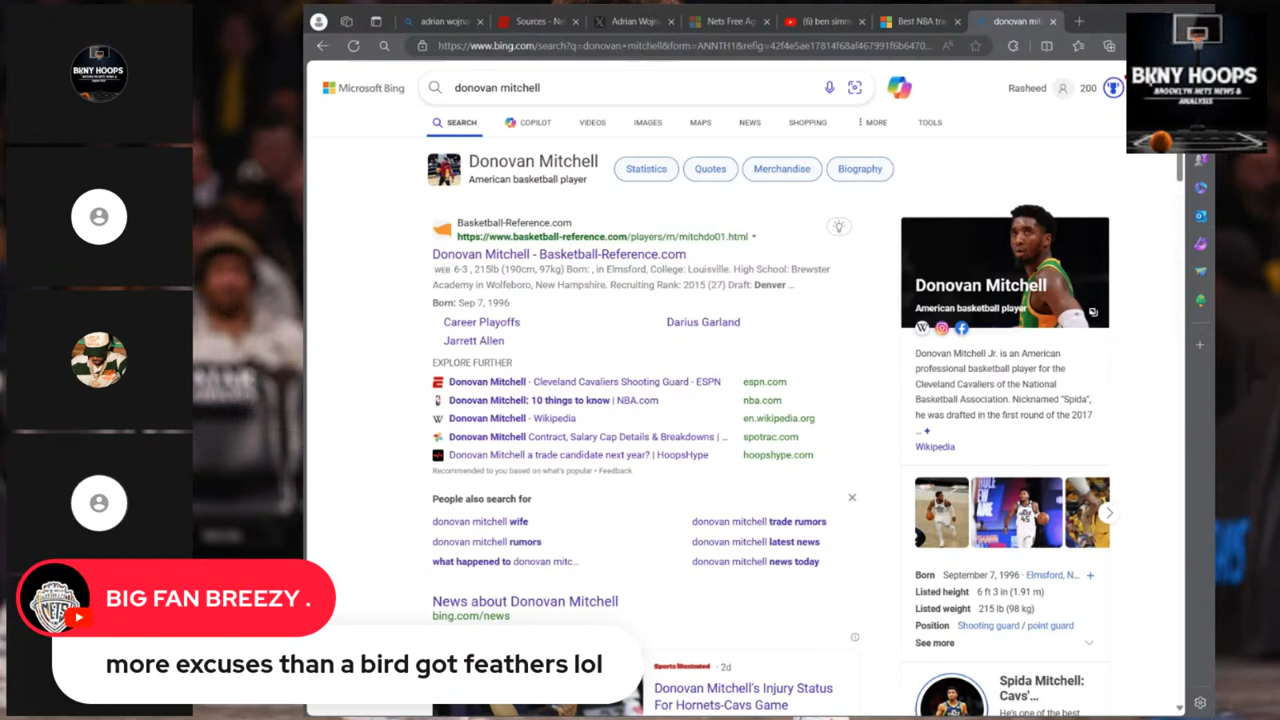 BKNY HOOPS
adrian wojna
Sources - Ne
Adrian Wojn
Nets Free Ag
(6) ben simm
Best NBA tra
donovan mit
https://www.bing.com/search?q=donovan+mitchell&form=ANNTH1&refig=42f4e5ae17814f68af467991f6b6470...
Microsoft Bing
donovan mitchell
Rasheed
200
BKNY HOOPS
BROOKLYN NETS NEWS &
ANALYSIS
SEARCH
COPILOT
VIDEOS
IMAGES
MAPS
NEWS
SHOPPING
MORE
TOOLS
Donovan Mitchell
American basketball player
Statistics
Quotes
Merchandise
Biography
Basketball-Reference.com
https://www.basketball-reference.com/players/m/mitchdo01.html
Donovan Mitchell - Basketball-Reference.com
WEB 6-3 , 215lb (190cm, 97kg) Born: , in Elmsford, College: Louisville. High School: Brewster
Academy in Wolfeboro, New Hampshire. Recruiting Rank: 2015 (27) Draft: Denver ...
Born: Sep 7, 1996
Career Playoffs
Darius Garland
Jarrett Allen
EXPLORE FURTHER
Donovan Mitchell - Cleveland Cavaliers Shooting Guard - ESPN
espn.com
Donovan Mitchell: 10 things to know | NBA.com
nba.com
Donovan Mitchell - Wikipedia
en.wikipedia.org
Donovan Mitchell Contract, Salary Cap Details & Breakdowns | ...
spotrac.com
Donovan Mitchell a trade candidate next year? | HoopsHype
hoopshype.com
Recommended to you based on what's popular • Feedback
People also search for
donovan mitchell wife
donovan mitchell trade rumors
donovan mitchell rumors
donovan mitchell latest news
what happened to donovan mitc...
donovan mitchell news today
News about Donovan Mitchell
bing.com/news
Sports Illustrated · 2d
Donovan Mitchell's Injury Status
For Hornets-Cavs Game
Donovan Mitchell
American basketball player
Donovan Mitchell Jr. is an American
professional basketball player for the
Cleveland Cavaliers of the National
Basketball Association. Nicknamed "Spida",
he was drafted in the first round of the 2017
... +
Wikipedia
Born September 7, 1996 · Elmsford, N... +
Listed height 6 ft 3 in (1.91 m)
Listed weight 215 lb (98 kg)
Position Shooting guard / point guard
See more
Spida Mitchell:
Cavs'...
He's one of the
BIG FAN BREEZY .
more excuses than a bird got feathers lol